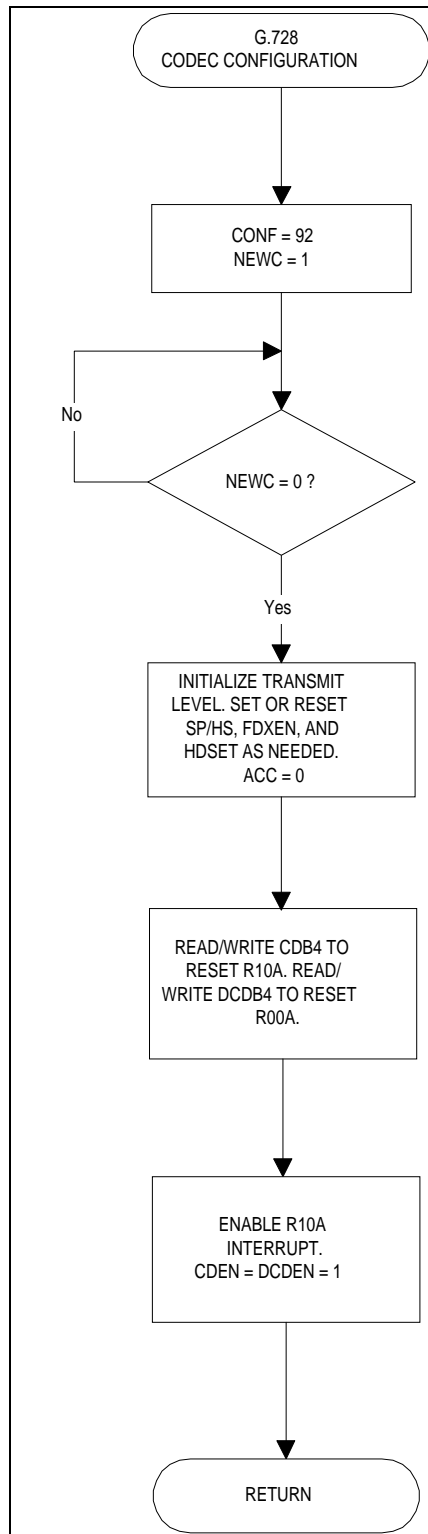 G.728
CODEC CONFIGURATION
CONF = 92
NEWC = 1
No
NEWC = 0 ?
Yes
INITIALIZE TRANSMIT
LEVEL. SET OR RESET
SP/HS, FDXEN, AND
HDSET AS NEEDED.
ACC = 0
READ/WRITE CDB4 TO
RESET R10A. READ/
WRITE DCDB4 TO RESET
R00A.
ENABLE R10A
INTERRUPT.
CDEN = DCDEN = 1
RETURN